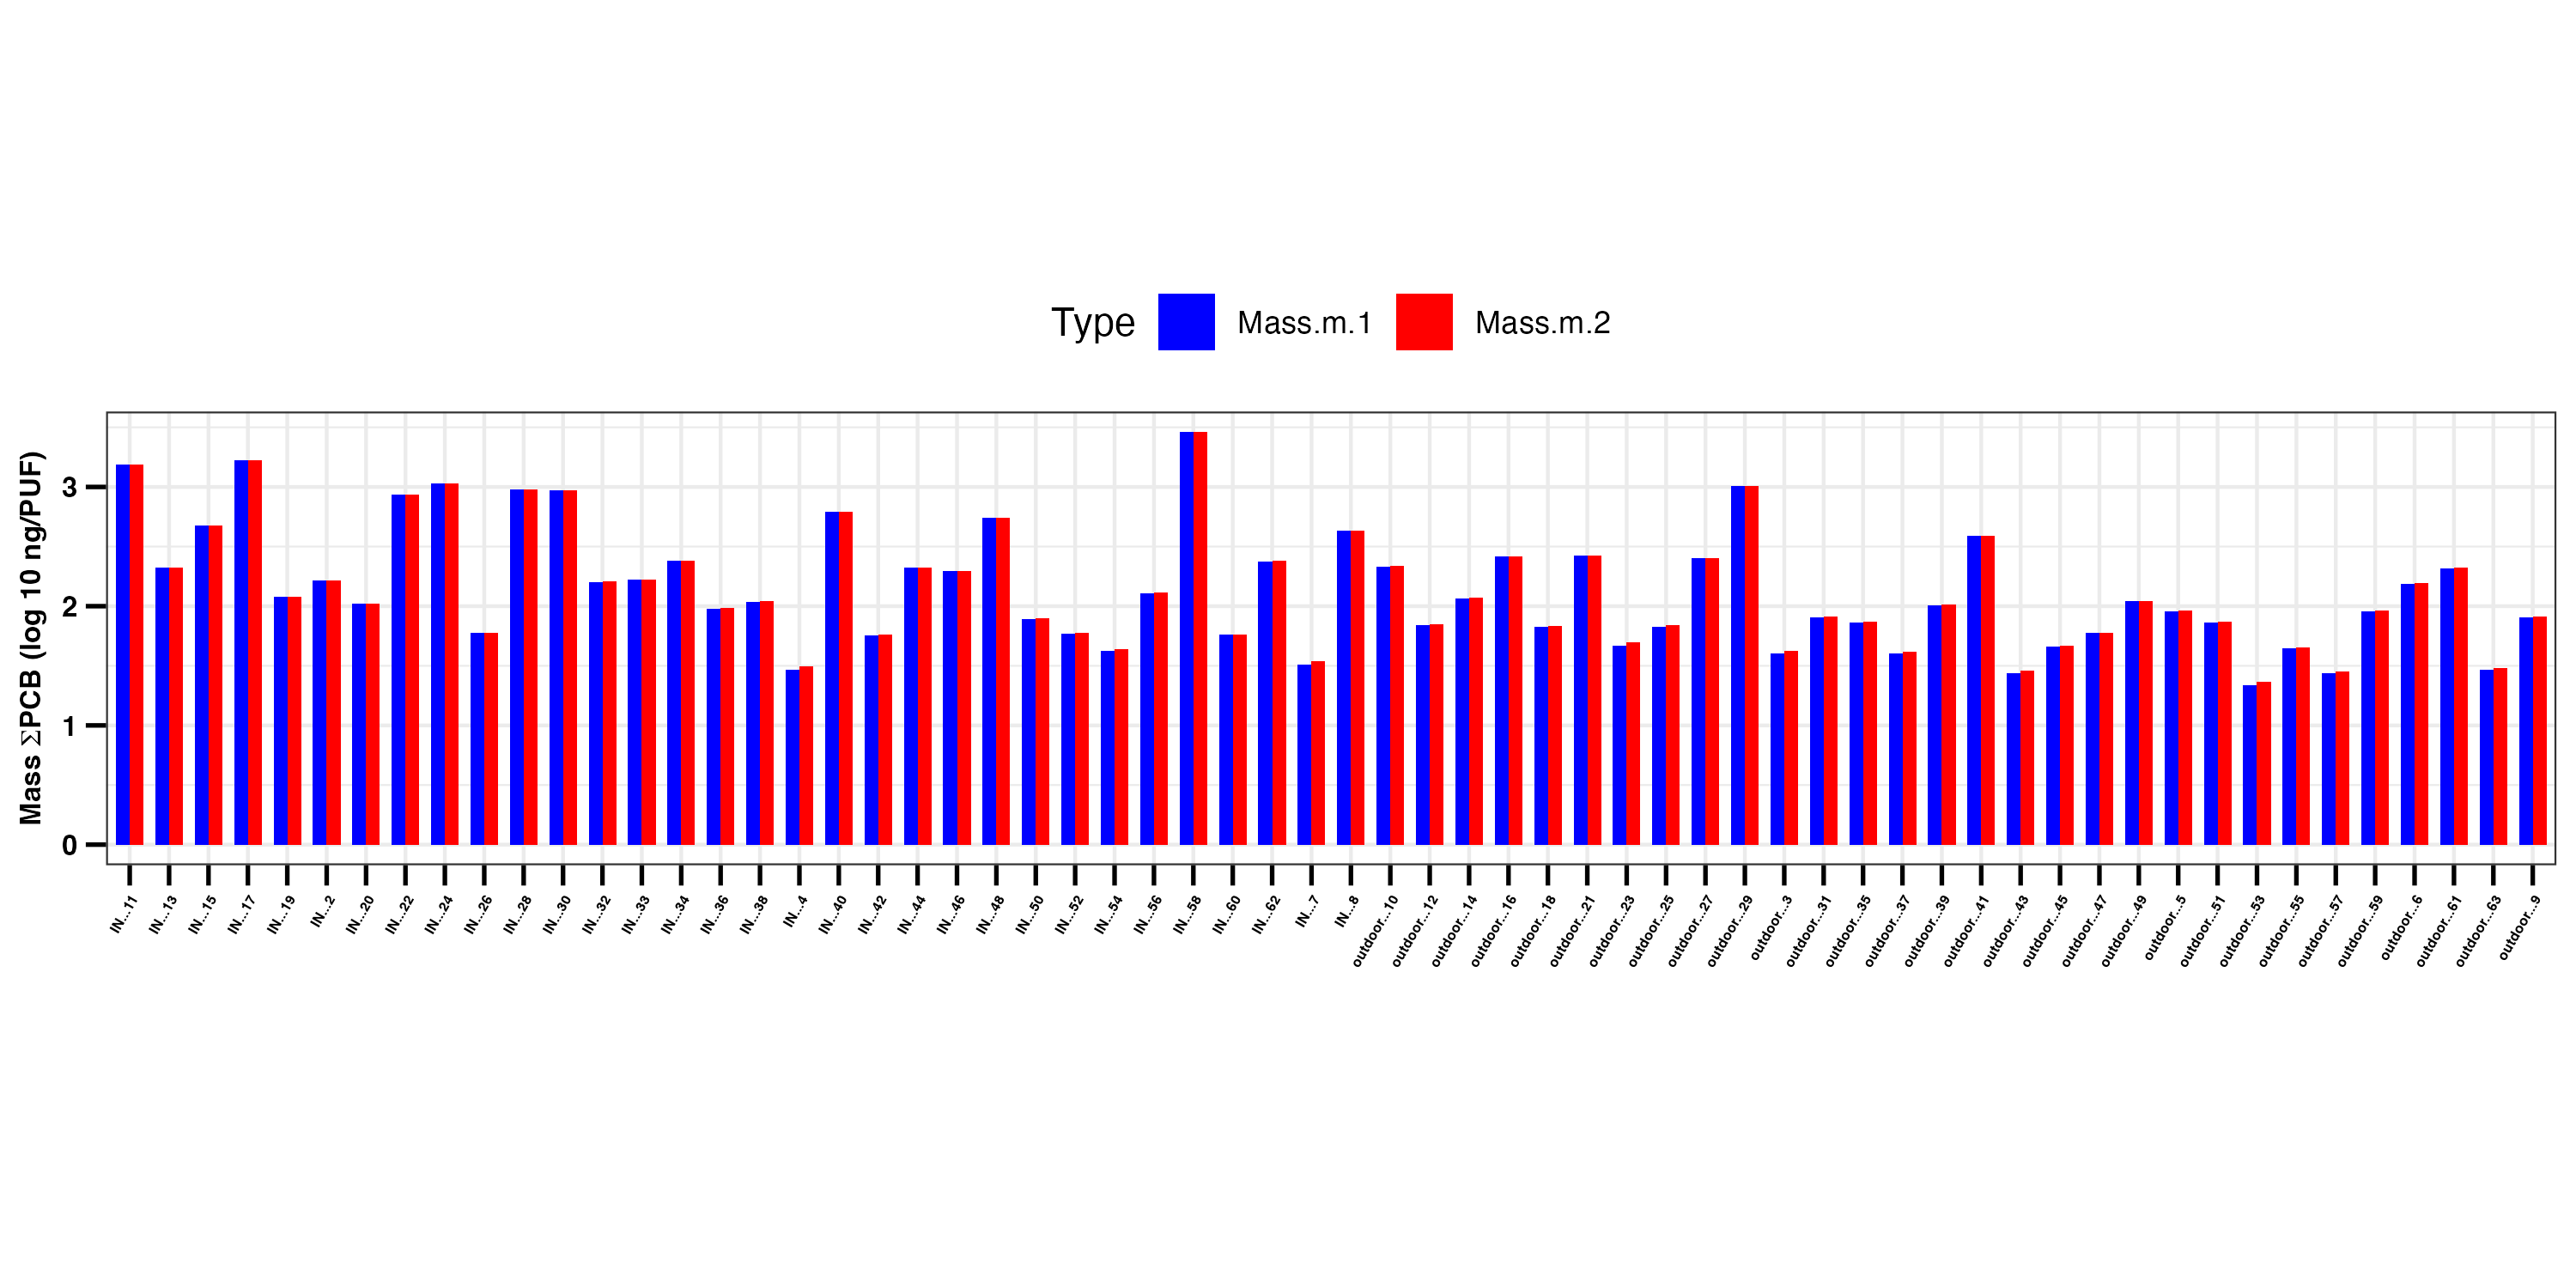 Type Mass.m.1 Mass.m.2
Mass ΣPCB (log 10 ng/PUF)
3
2
1
0
IN...11
IN...13
IN...15
IN...17
IN...19
IN...2
IN...20
IN...22
IN...24
IN...26
IN...28
IN...30
IN...32
IN...33
IN...34
IN...36
IN...38
IN...4
IN...40
IN...42
IN...44
IN...46
IN...48
IN...50
IN...52
IN...54
IN...56
IN...58
IN...60
IN...62
IN...7
IN...8
outdoor...10
outdoor...12
outdoor...14
outdoor...16
outdoor...18
outdoor...21
outdoor...23
outdoor...25
outdoor...27
outdoor...29
outdoor...3
outdoor...31
outdoor...35
outdoor...37
outdoor...39
outdoor...41
outdoor...43
outdoor...45
outdoor...47
outdoor...49
outdoor...5
outdoor...51
outdoor...53
outdoor...55
outdoor...57
outdoor...59
outdoor...6
outdoor...61
outdoor...63
outdoor...9